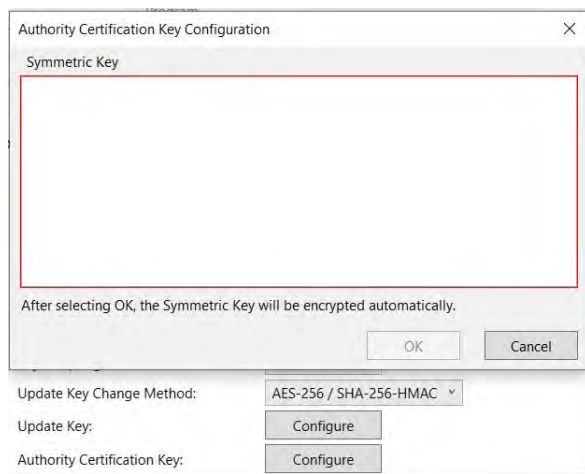 Program
Authority Certification Key Configuration
Symmetric Key
After selecting OK, the Symmetric Key will be encrypted automatically.
OK Cancel
Update Key Change Method: AES-256 / SHA-256-HMAC
Update Key: Configure
Authority Certification Key: Configure